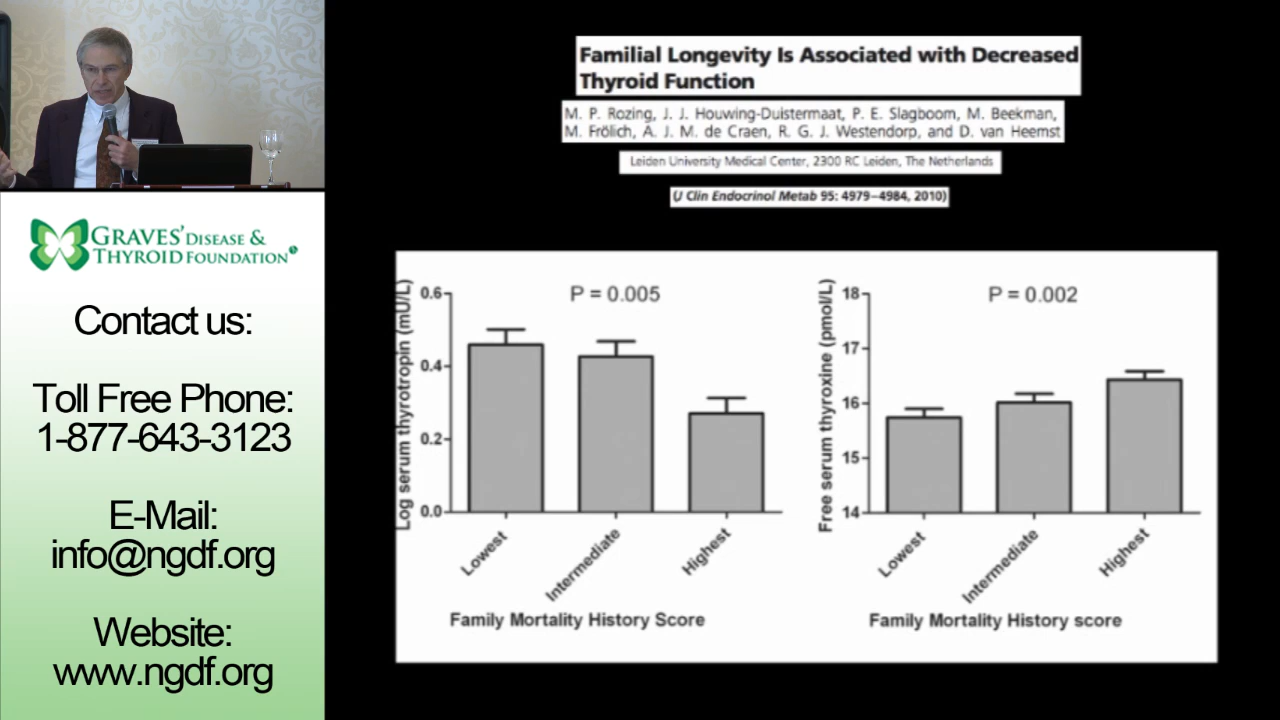 Familial Longevity Is Associated with Decreased
Thyroid Function
M. P. Rozing, J. J. Houwing-Duistermaat, P. E. Slagboom, M. Beekman,
M. Frölich, A. J. M. de Craen, R. G. J. Westendorp, and D. van Heemst
Leiden University Medical Center, 2300 RC Leiden, The Netherlands
(J Clin Endocrinol Metab 95: 4979–4984, 2010)
GRAVES' DISEASE &
THYROID FOUNDATION
Contact us:
Toll Free Phone:
1-877-643-3123
E-Mail:
info@ngdf.org
Website:
www.ngdf.org
Log serum thyrotropin (mU/L)
P = 0.005
0.6
0.4
0.2
0.0
Lowest
Intermediate
Highest
Family Mortality History Score
Free serum thyroxine (pmol/L)
P = 0.002
18
17
16
15
14
Lowest
Intermediate
Highest
Family Mortality History score